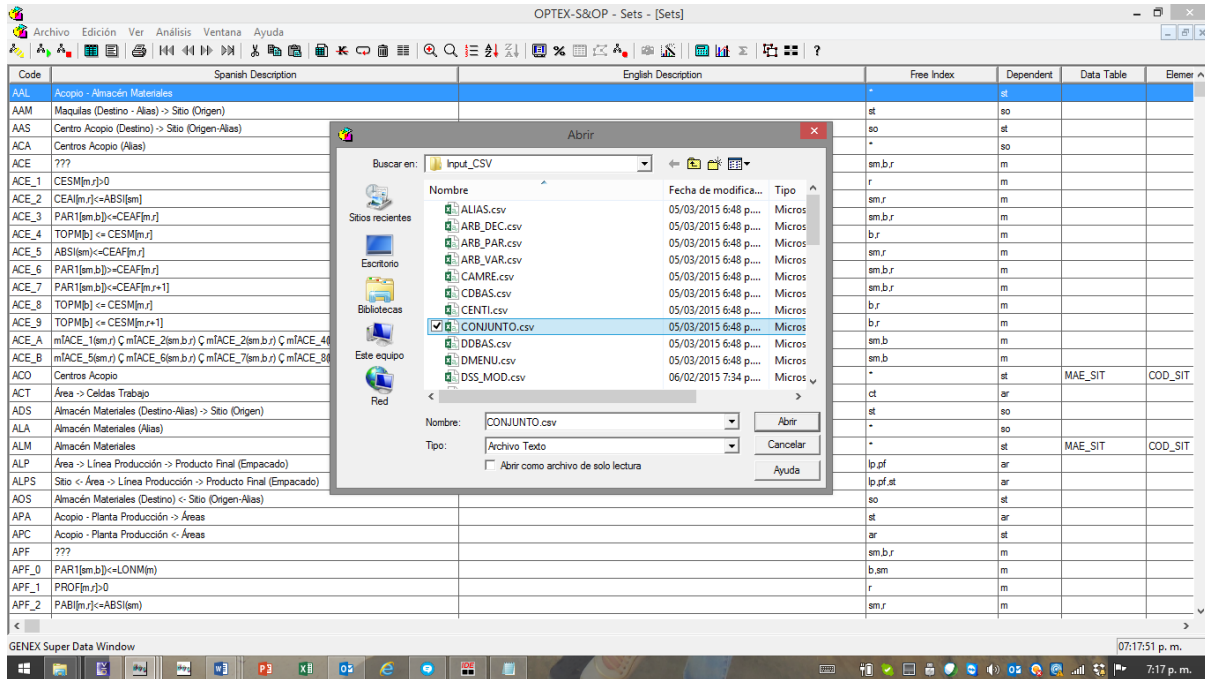 OPTEX-S&OP - Sets - [Sets]
Archivo Edición Ver Análisis Ventana Ayuda
Code Spanish Description English Description Free Index Dependent Data Table Elemer
AAL Acopio - Almacén Materiales * st
AAM Maquilas (Destino - Alias) -> Sitio (Origen) st so
AAS Centro Acopio (Destino) -> Sitio (Origen-Alias) so st
ACA Centros Acopio (Alias) * so
ACE ??? sm,b,r m
ACE_1 CESM[m,r]>0 r m
ACE_2 CEAI[m,r]<=ABSI[sm] sm,r m
ACE_3 PAR1[sm,b])<=CEAF[m,r] sm,b,r m
ACE_4 TOPM[b] <= CESM[m,r] b,r m
ACE_5 ABSI(sm)<=CEAF[m,r] sm,r m
ACE_6 PAR1[sm,b])>=CEAF[m,r] sm,b,r m
ACE_7 PAR1[sm,b])<=CEAF[m,r+1] sm,b,r m
ACE_8 TOPM[b] <= CESM[m,r] b,r m
ACE_9 TOPM[b] <= CESM[m,r+1] b,r m
ACE_A mÎACE_1(sm,r) Ç mÎACE_2(sm,b,r) Ç mÎACE_2(sm,b,r) Ç mÎACE_4( sm,b m
ACE_B mÎACE_5(sm,r) Ç mÎACE_6(sm,b,r) Ç mÎACE_7(sm,b,r) Ç mÎACE_8( sm,b m
ACO Centros Acopio * st MAE_SIT COD_SIT
ACT Área -> Celdas Trabajo ct ar
ADS Almacén Materiales (Destino-Alias) -> Sitio (Origen) st so
ALA Almacén Materiales (Alias) * so
ALM Almacén Materiales * st MAE_SIT COD_SIT
ALP Área -> Línea Producción -> Producto Final (Empacado) lp,pf ar
ALPS Sitio <- Área -> Línea Producción -> Producto Final (Empacado) lp,pf,st ar
AOS Almacén Materiales (Destino) <- Sitio (Origen-Alias) so st
APA Acopio - Planta Producción -> Áreas st ar
APC Acopio - Planta Producción <- Áreas ar st
APF ??? sm,b,r m
APF_0 PAR1[sm,b])<=LONM(m) b,sm m
APF_1 PROF[m,r]>0 r m
APF_2 PABI[m,r]<=ABSI(sm) sm,r m
Abrir
Buscar en: Input_CSV
Sitios recientes
Escritorio
Bibliotecas
Este equipo
Red
Nombre Fecha de modifica... Tipo
ALIAS.csv 05/03/2015 6:48 p.... Micros
ARB_DEC.csv 05/03/2015 6:48 p.... Micros
ARB_PAR.csv 05/03/2015 6:48 p.... Micros
ARB_VAR.csv 05/03/2015 6:48 p.... Micros
CAMRE.csv 05/03/2015 6:48 p.... Micros
CDBAS.csv 05/03/2015 6:48 p.... Micros
CENTI.csv 05/03/2015 6:48 p.... Micros
CONJUNTO.csv 05/03/2015 6:48 p.... Micros
DDBAS.csv 05/03/2015 6:48 p.... Micros
DMENU.csv 05/03/2015 6:48 p.... Micros
DSS_MOD.csv 06/02/2015 7:34 p.... Micros
Nombre: CONJUNTO.csv Abrir
Tipo: Archivo Texto Cancelar
Abrir como archivo de solo lectura Ayuda
GENEX Super Data Window 07:17:51 p. m.
7:17 p. m.